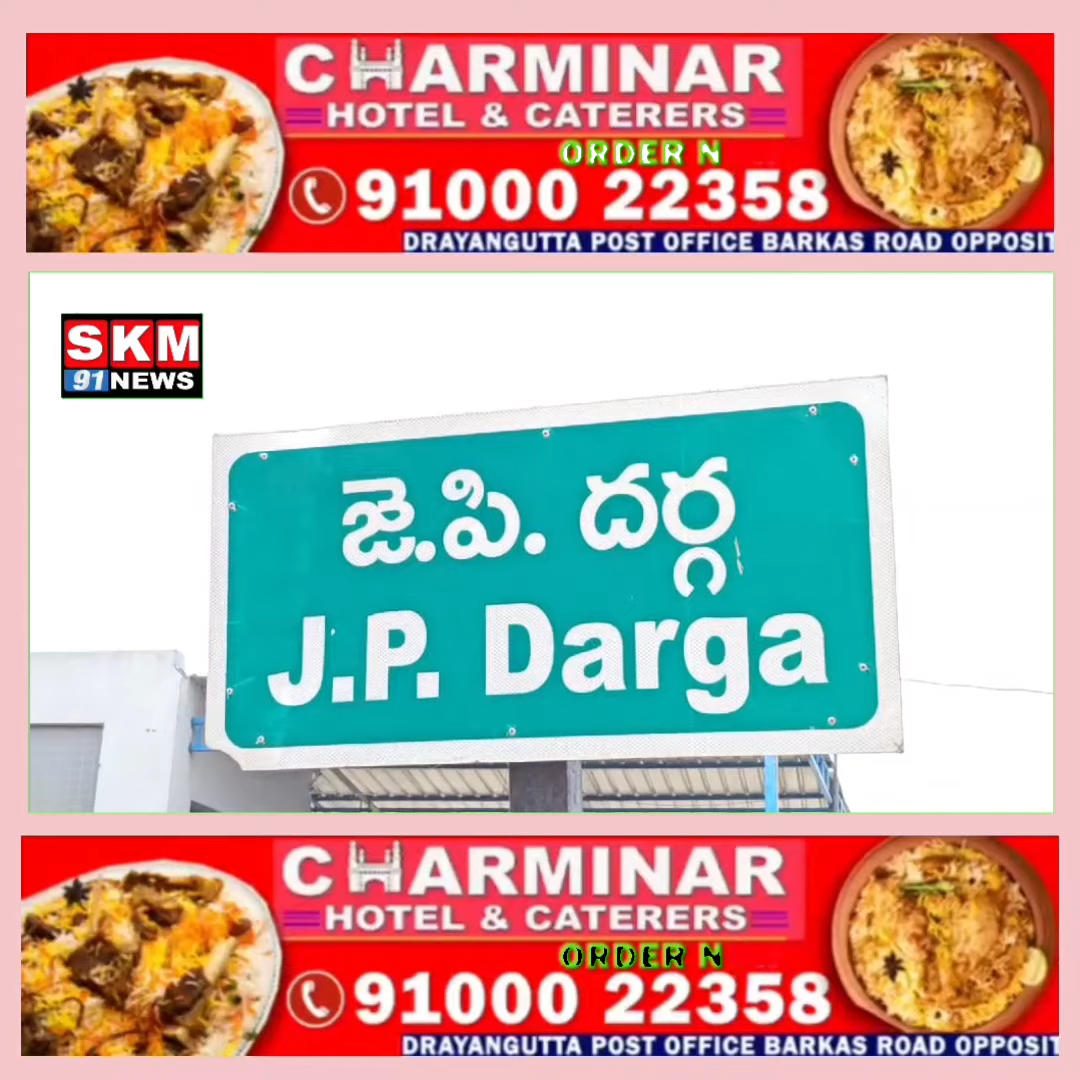 CHARMINAR
HOTEL & CATERERS
ORDER N
91000 22358
DRAYANGUTTA POST OFFICE BARKAS ROAD OPPOSIT
SKM
91 NEWS
జె.పి. దర్గ
J.P. Darga
CHARMINAR
HOTEL & CATERERS
ORDER N
91000 22358
DRAYANGUTTA POST OFFICE BARKAS ROAD OPPOSIT